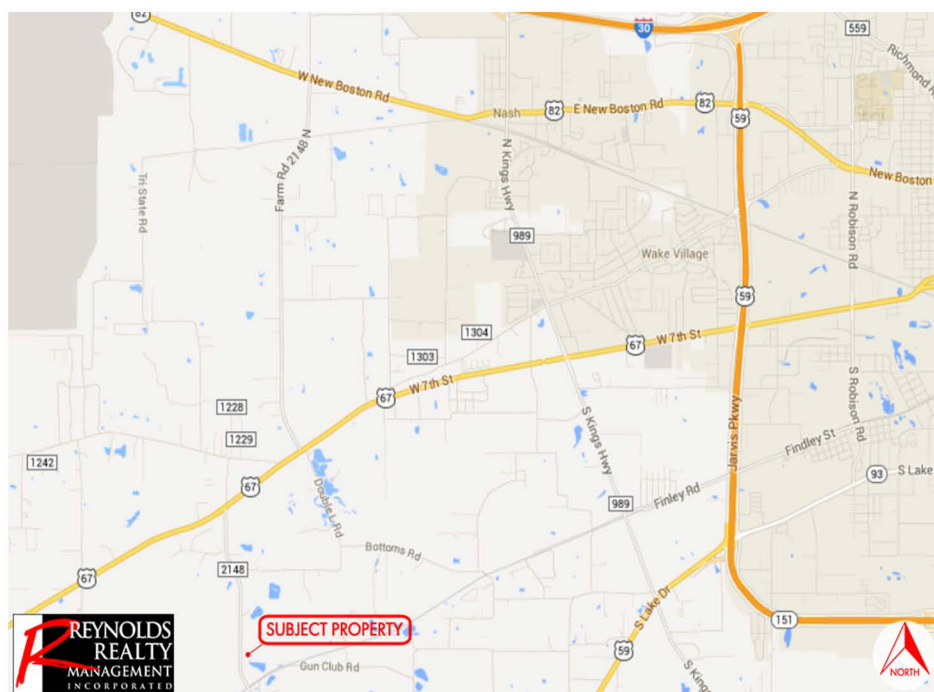 82
30
559
Richmond R
W New Boston Rd
Nash
82
E New Boston Rd
82
59
Farm Rd 2148 N
N Kings Hwy
New Boston
Tri State Rd
N Robison Rd
989
Wake Village
59
1304
W 7th St
67
1303
W 7th St
67
1228
S Kings Hwy
Jarvis Pkwy
S Robison Rd
1229
Findley St
1242
93
S Lake
67
Double L Rd
989
Finley Rd
Bottoms Rd
2148
67
S Lake Dr
151
SUBJECT PROPERTY
59
Gun Club Rd
S Kings
R
REYNOLDS
REALTY
MANAGEMENT
INCORPORATED
NORTH